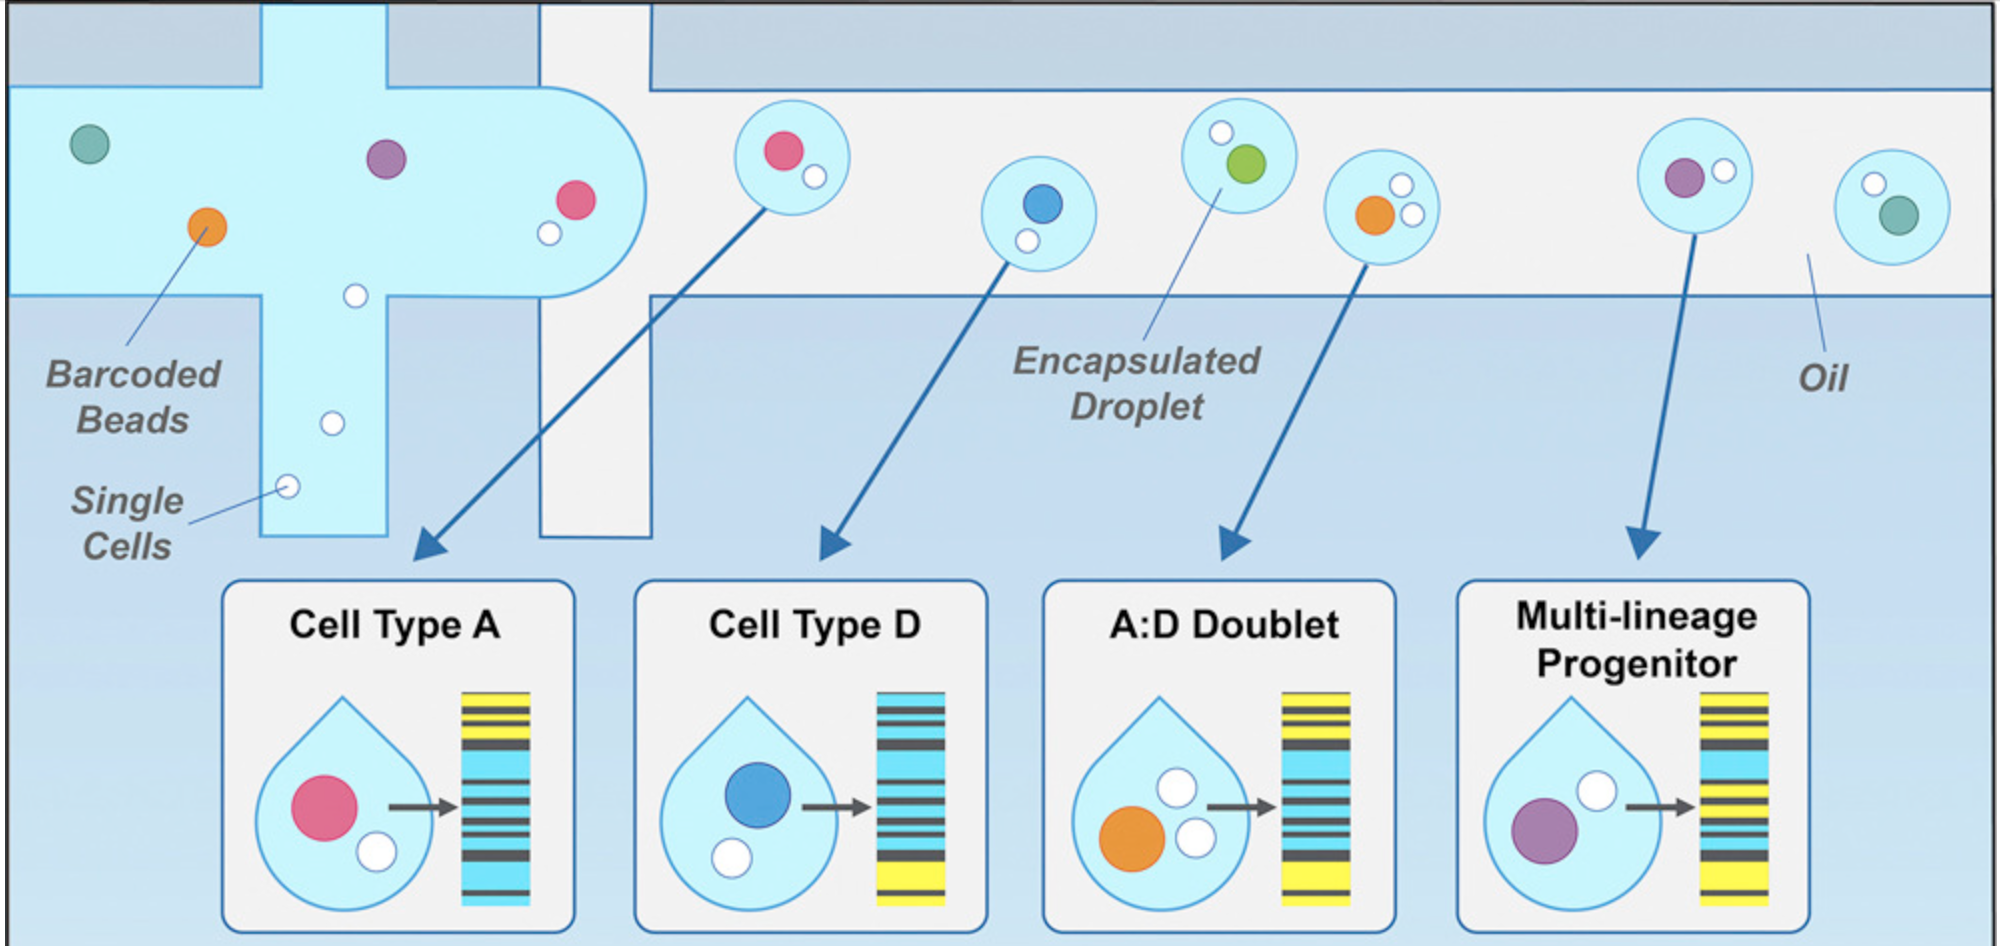 Barcoded
Beads
Single
Cells
Encapsulated
Droplet
Oil
Cell Type A
Cell Type D
A:D Doublet
Multi-lineage
Progenitor